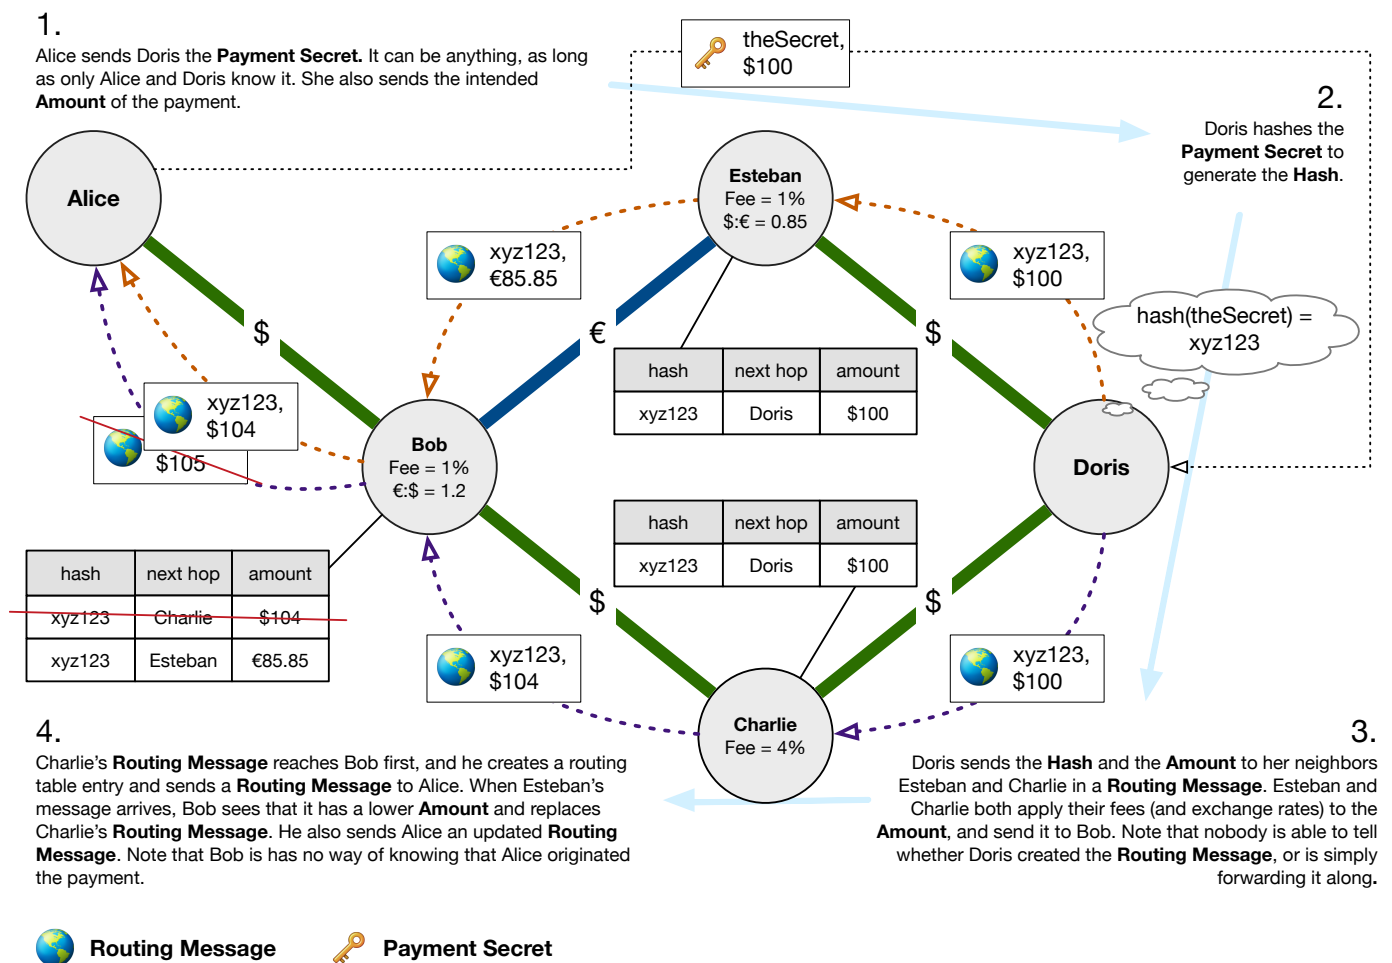 1.
Alice sends Doris the Payment Secret. It can be anything, as long
as only Alice and Doris know it. She also sends the intended
Amount of the payment.
theSecret,
$100
2.
Doris hashes the
Payment Secret to
generate the Hash.
Alice
Esteban
Fee = 1%
$:€ = 0.85
xyz123,
€85.85
xyz123,
$100
hash(theSecret) =
xyz123
$
€
$
hash next hop amount
xyz123 Doris $100
xyz123,
$104
$105
Bob
Fee = 1%
€:$ = 1.2
Doris
hash next hop amount
xyz123 Doris $100
hash next hop amount
xyz123 Charlie $104
xyz123 Esteban €85.85
$
$
xyz123,
$104
xyz123,
$100
Charlie
Fee = 4%
4.
Charlie's Routing Message reaches Bob first, and he creates a routing
table entry and sends a Routing Message to Alice. When Esteban's
message arrives, Bob sees that it has a lower Amount and replaces
Charlie's Routing Message. He also sends Alice an updated Routing
Message. Note that Bob is has no way of knowing that Alice originated
the payment.
3.
Doris sends the Hash and the Amount to her neighbors
Esteban and Charlie in a Routing Message. Esteban and
Charlie both apply their fees (and exchange rates) to the
Amount, and send it to Bob. Note that nobody is able to tell
whether Doris created the Routing Message, or is simply
forwarding it along.
Routing Message
Payment Secret